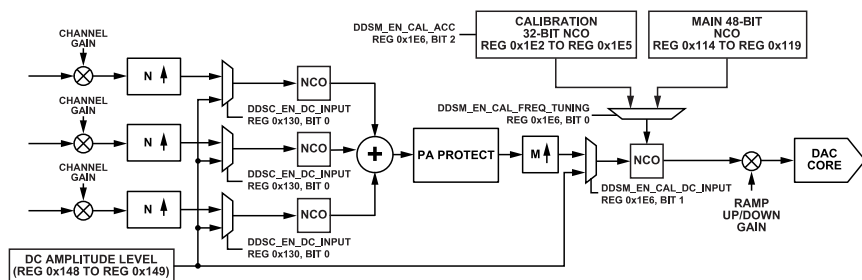 DDSM_EN_CAL_ACC
REG 0x1E6, BIT 2
CALIBRATION
32-BIT NCO
REG 0x1E2 TO REG 0x1E5
MAIN 48-BIT
NCO
REG 0x114 TO REG 0x119
CHANNEL
GAIN
N
NCO
DDSC_EN_DC_INPUT
REG 0x130, BIT 0
CHANNEL
GAIN
N
NCO
DDSC_EN_DC_INPUT
REG 0x130, BIT 0
CHANNEL
GAIN
N
NCO
DDSC_EN_DC_INPUT
REG 0x130, BIT 0
+
PA PROTECT
M
DDSM_EN_CAL_FREQ_TUNING
REG 0x1E6, BIT 0
NCO
DDSM_EN_CAL_DC_INPUT
REG 0x1E6, BIT 1
RAMP
UP/DOWN
GAIN
DAC
CORE
DC AMPLITUDE LEVEL
(REG 0x148 TO REG 0x149)